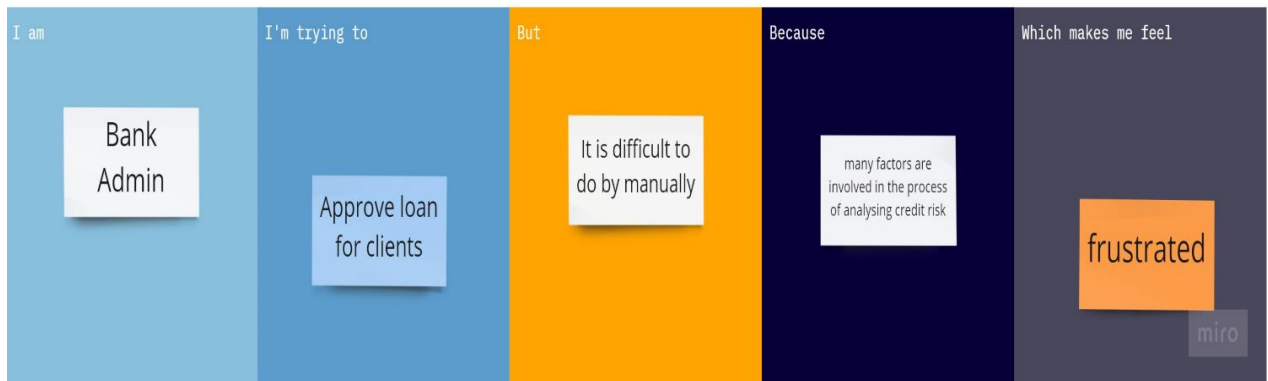 I am
Bank
Admin
I'm trying to
Approve loan
for clients
But
It is difficult to
do by manually
Because
many factors are
involved in the process
of analysing credit risk
Which makes me feel
frustrated
miro